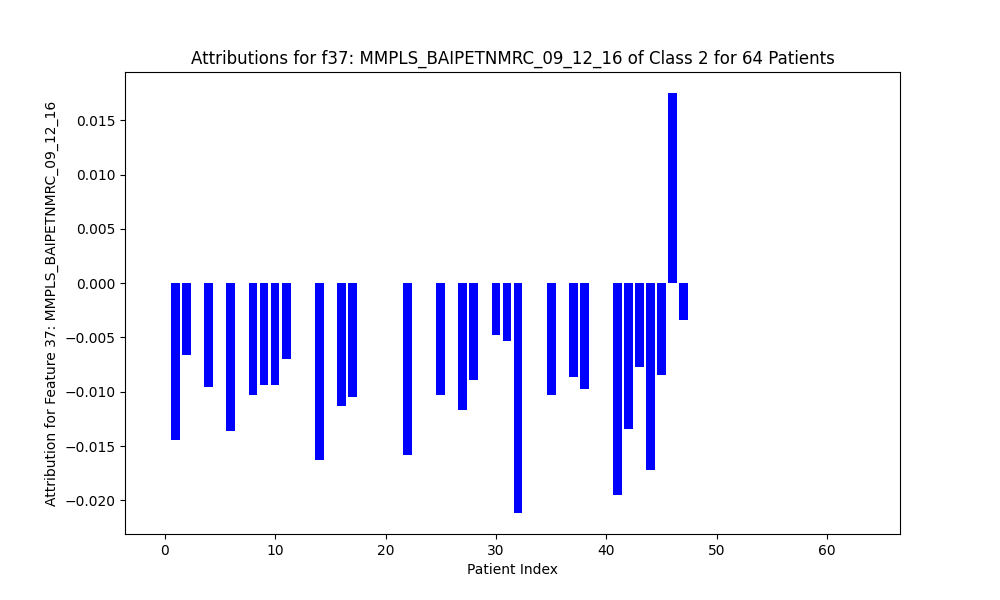 Attributions for f37: MMPLS_BAIPETNMRC_09_12_16 of Class 2 for 64 Patients
Attribution for Feature 37: MMPLS_BAIPETNMRC_09_12_16
0.015
0.010
0.005
0.000
−0.005
−0.010
−0.015
−0.020
0 10 20 30 40 50 60
Patient Index